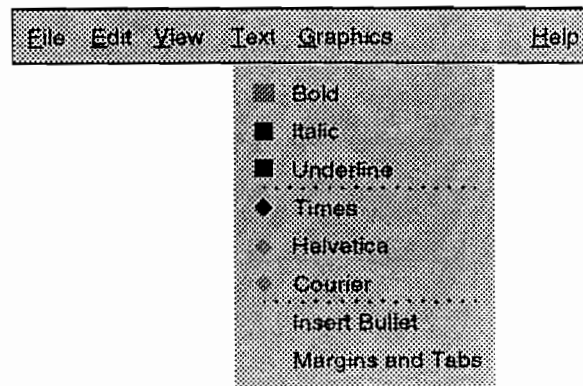 File Edit View Text Graphics Help
Bold
Italic
Underline
Times
Helvetica
Courier
Insert Bullet
Margins and Tabs